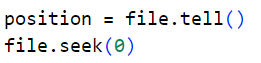 position = file.tell()
file.seek(0)